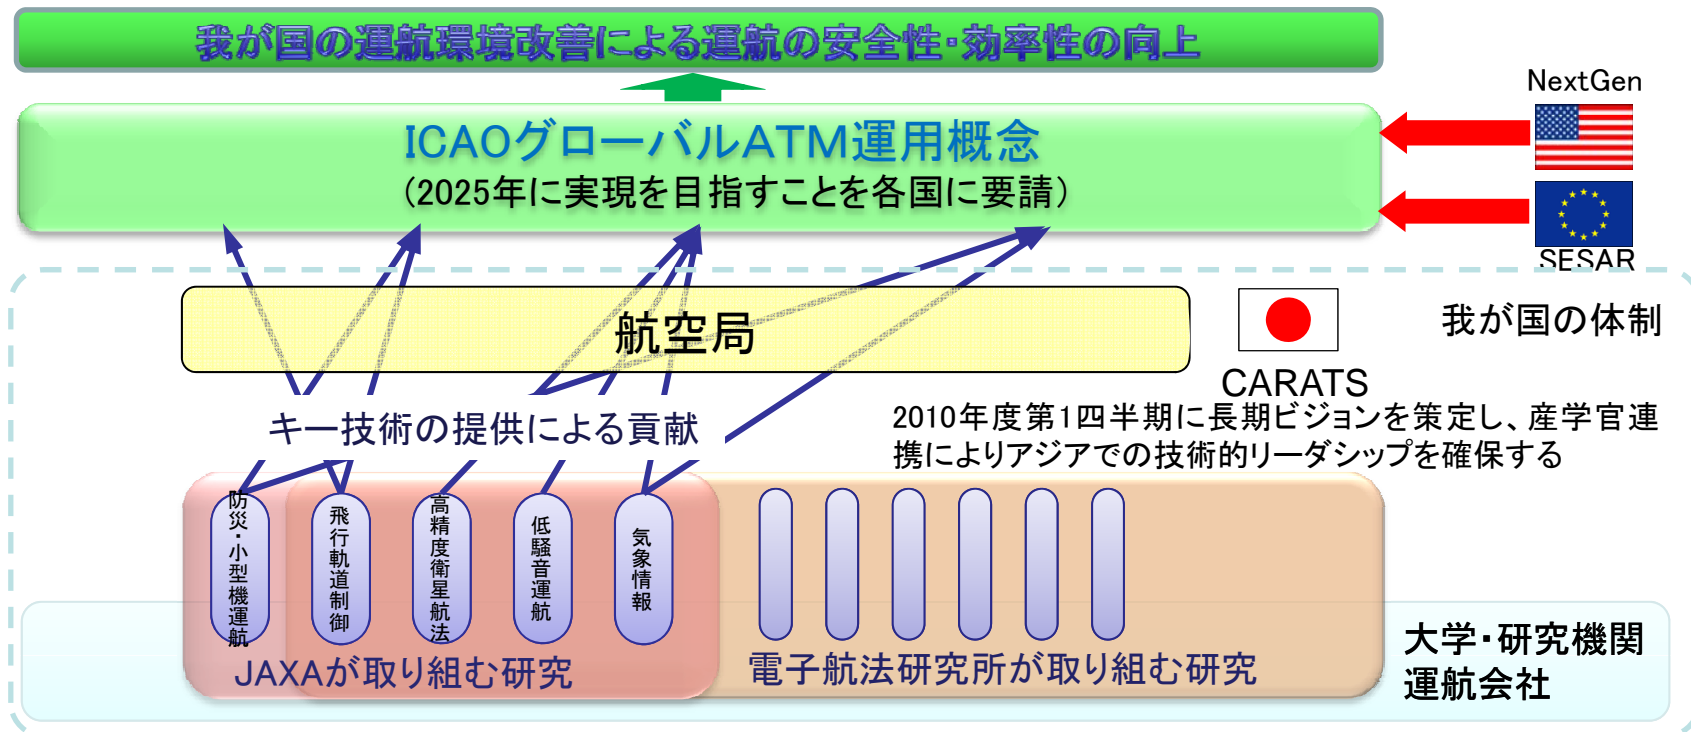 我が国の運航環境改善による運航の安全性・効率性の向上
NextGen
ICAOグローバルATM運用概念
(2025年に実現を目指すことを各国に要請)
SESAR
我が国の体制
航空局
CARATS
2010年度第1四半期に長期ビジョンを策定し、産学官連
携によりアジアでの技術的リーダシップを確保する
キー技術の提供による貢献
防災・小型機運航
飛行軌道制御
高精度衛星航法
低騒音運航
気象情報
JAXAが取り組む研究
電子航法研究所が取り組む研究
大学・研究機関
運航会社